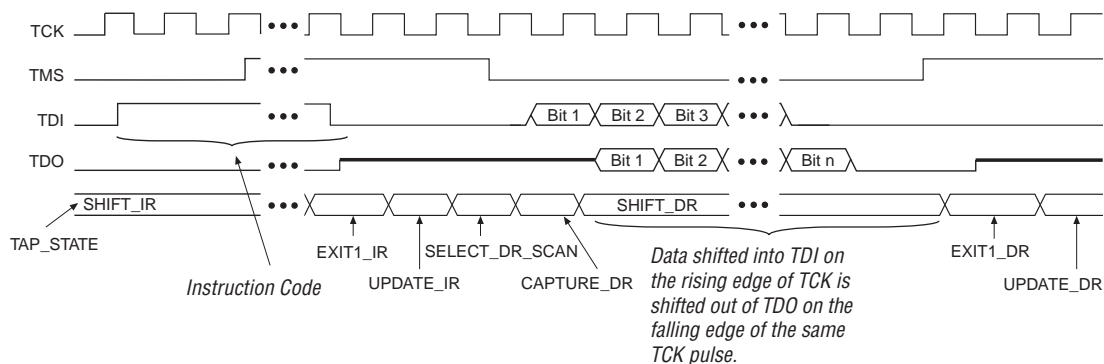 TCK
TMS
TDI
Bit 1 Bit 2 Bit 3
TDO
Bit 1 Bit 2 Bit n
SHIFT_IR SHIFT_DR
TAP_STATE
EXIT1_IR SELECT_DR_SCAN
UPDATE_IR CAPTURE_DR
Instruction Code
Data shifted into TDI on
the rising edge of TCK is
shifted out of TDO on the
falling edge of the same
TCK pulse.
EXIT1_DR
UPDATE_DR